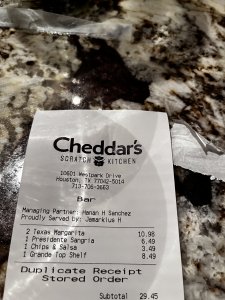 Cheddar's
SCRATCH KITCHEN
10601 Westpark Drive
Houston, TX 77042-5014
713-706-3663
Bar
Managing Partner: Hanan H Sanchez
Proudly Served by: Jemarkius H
2 Texas Margarita 10.98
1 Presidente Sangria 6.49
1 Chips & Salsa 3.49
1 Grande Top Shelf 8.49
Duplicate Receipt
Stored Order
Subtotal 29.45